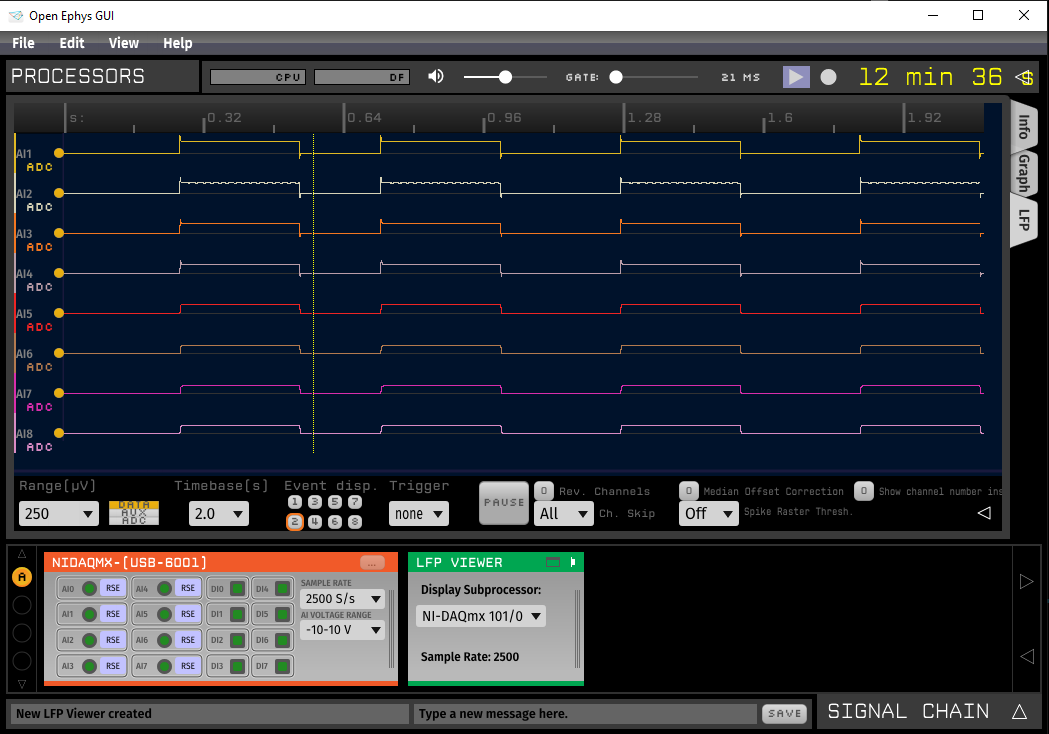 Open Ephys GUI
File Edit View Help
PROCESSORS
CPU DF GATE: 21 MS 12 min 36 s
s: 0.32 0.64 0.96 1.28 1.6 1.92
Info
Graph
LFP
AI1
ADC
AI2
ADC
AI3
ADC
AI4
ADC
AI5
ADC
AI6
ADC
AI7
ADC
AI8
ADC
Range[µV] Timebase[s] Event disp. Trigger
250 DATA AUX ADC 2.0 1 3 5 7 2 4 6 8 none PAUSE
0 Rev. Channels 0 Median Offset Correction 0 Show channel number ins
All Ch. Skip Off Spike Raster Thresh.
A
NIDAQMX-[USB-6001] ... LFP VIEWER
AI0 RSE AI4 RSE DI0 DI4
AI1 RSE AI5 RSE DI1 DI5
AI2 RSE AI6 RSE DI2 DI6
AI3 RSE AI7 RSE DI3 DI7
SAMPLE RATE
2500 S/s
AI VOLTAGE RANGE
-10-10 V
Display Subprocessor:
NI-DAQmx 101/0
Sample Rate: 2500
New LFP Viewer created Type a new message here. SAVE SIGNAL CHAIN